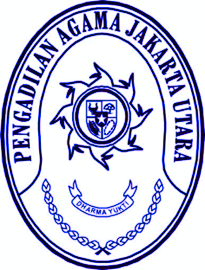 PENGADILAN AGAMA JAKARTA UTARA
DHARMA YUKTI